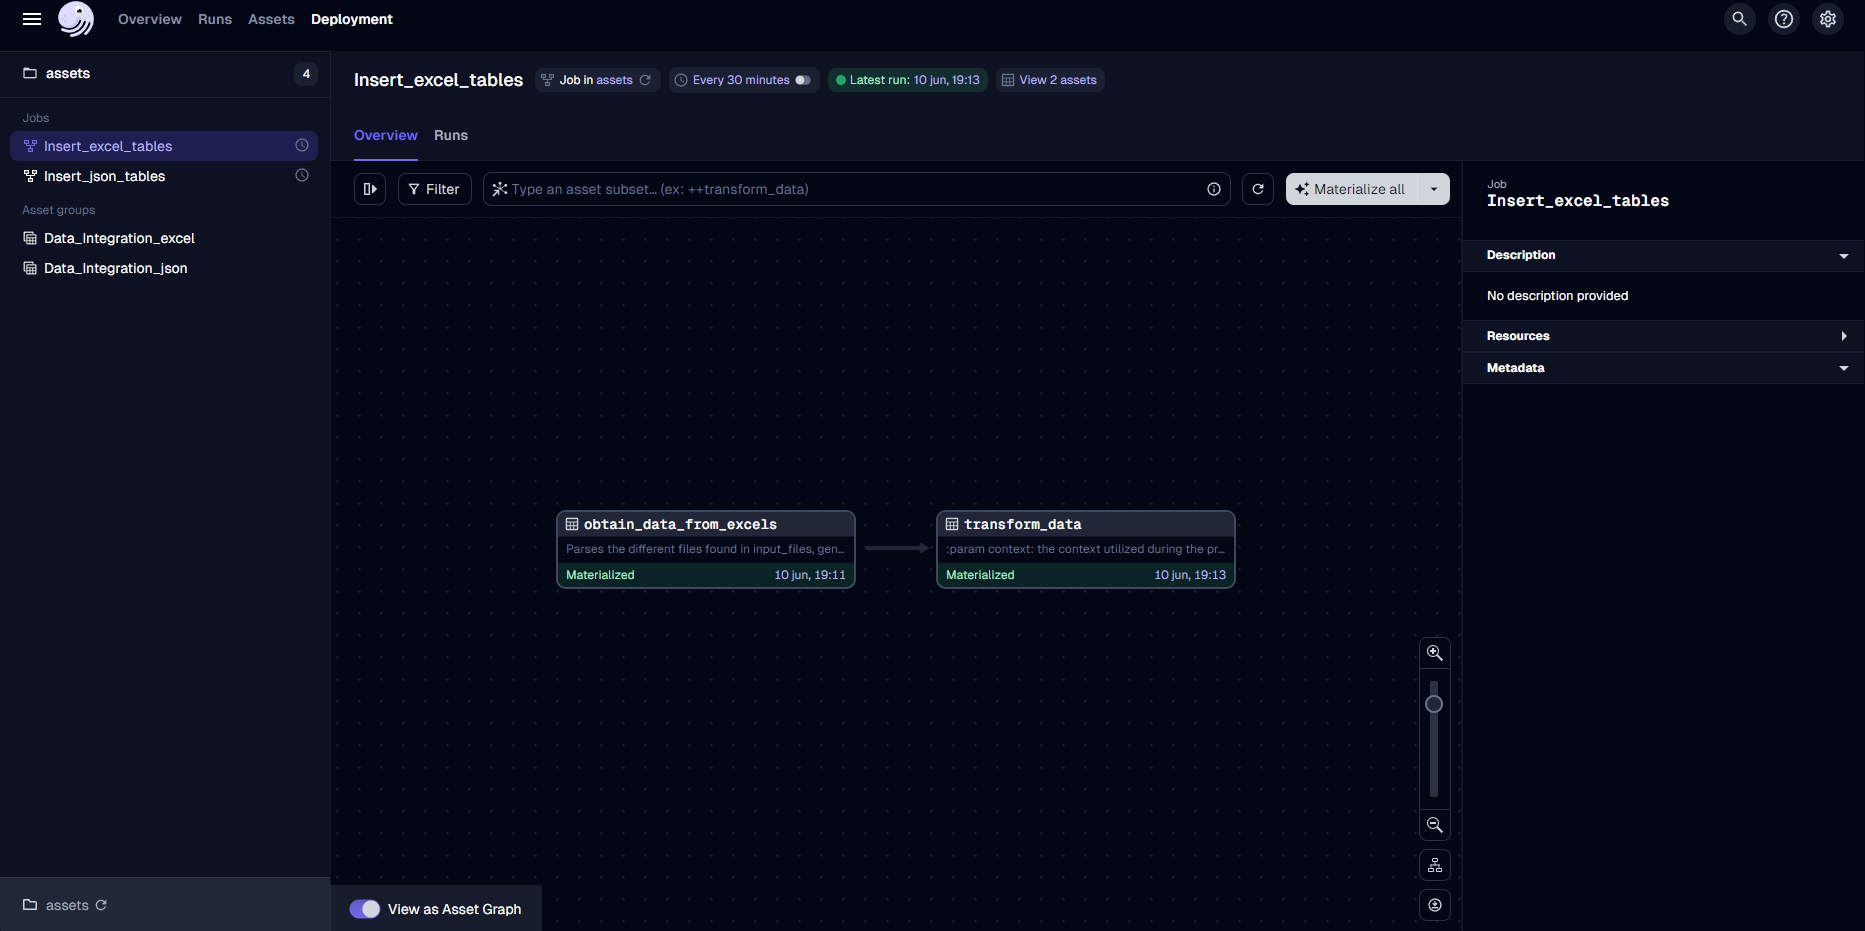 Overview Runs Assets Deployment
assets 4
Jobs
Insert_excel_tables
Insert_json_tables
Asset groups
Data_Integration_excel
Data_Integration_json
assets
Insert_excel_tables Job in assets Every 30 minutes Latest run: 10 jun, 19:13 View 2 assets
Overview Runs
Filter Type an asset subset... (ex: ++transform_data) Materialize all
obtain_data_from_excels
Parses the different files found in input_files, gen...
Materialized 10 jun, 19:11
transform_data
:param context: the context utilized during the pr...
Materialized 10 jun, 19:13
View as Asset Graph
Job
Insert_excel_tables
Description
No description provided
Resources
Metadata